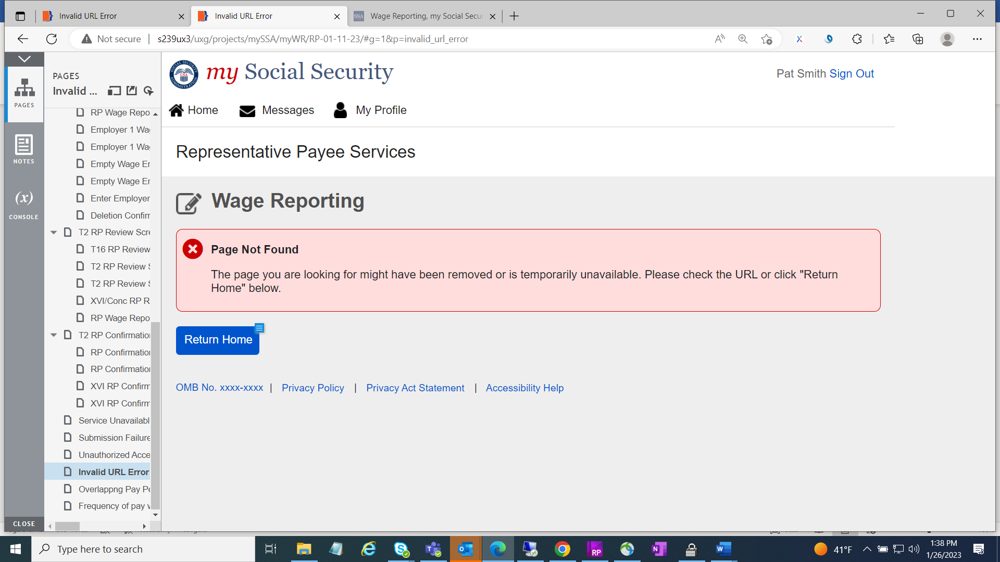 Invalid URL Error
Invalid URL Error
SSA Wage Reporting, my Social Secur
Not secure
s239ux3/uxg/projects/mySSA/myWR/RP-01-11-23/#g=1&p=invalid_url_error
PAGES
Invalid ...
PAGES
NOTES
(x)
CONSOLE
RP Wage Repo
Employer 1 Wa
Employer 1 Wa
Empty Wage Er
Empty Wage Er
Enter Employer
Deletion Confirm
T2 RP Review Scre
T16 RP Review
T2 RP Review S
T2 RP Review S
XVI/Conc RP R
RP Wage Repo
T2 RP Confirmation
RP Confirmation
RP Confirmation
XVI RP Confirm
XVI RP Confirm
Service Unavailabl
Submission Failure
Unauthorized Acce
Invalid URL Error
Overlappng Pay Pe
Frequency of pay w
CLOSE
my Social Security
Pat Smith Sign Out
Home
Messages
My Profile
Representative Payee Services
Wage Reporting
Page Not Found
The page you are looking for might have been removed or is temporarily unavailable. Please check the URL or click "Return
Home" below.
Return Home
OMB No. xxxx-xxxx | Privacy Policy | Privacy Act Statement | Accessibility Help
Type here to search
41°F
1:38 PM
1/26/2023